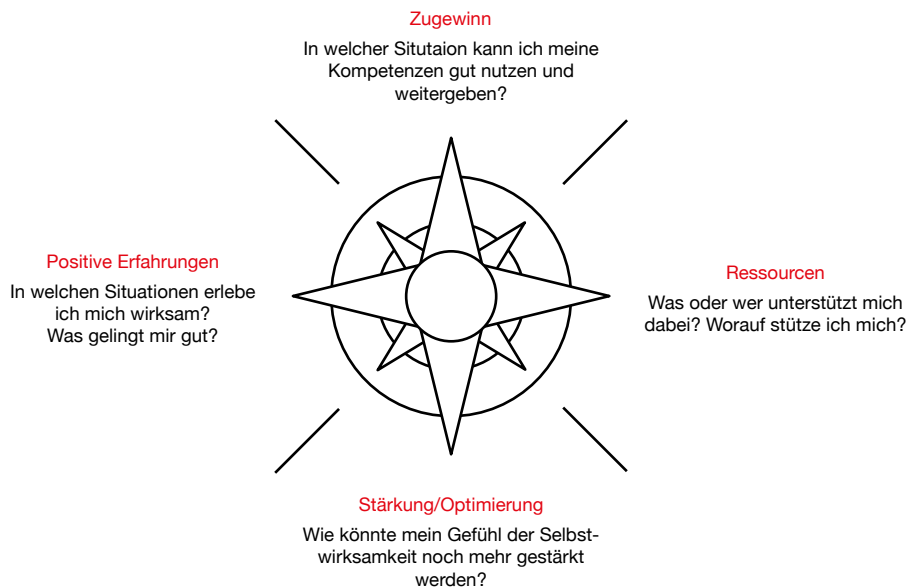 Zugewinn
In welcher Situtaion kann ich meine
Kompetenzen gut nutzen und
weitergeben?
Positive Erfahrungen
In welchen Situationen erlebe
ich mich wirksam?
Was gelingt mir gut?
Ressourcen
Was oder wer unterstützt mich
dabei? Worauf stütze ich mich?
Stärkung/Optimierung
Wie könnte mein Gefühl der Selbst-
wirksamkeit noch mehr gestärkt
werden?